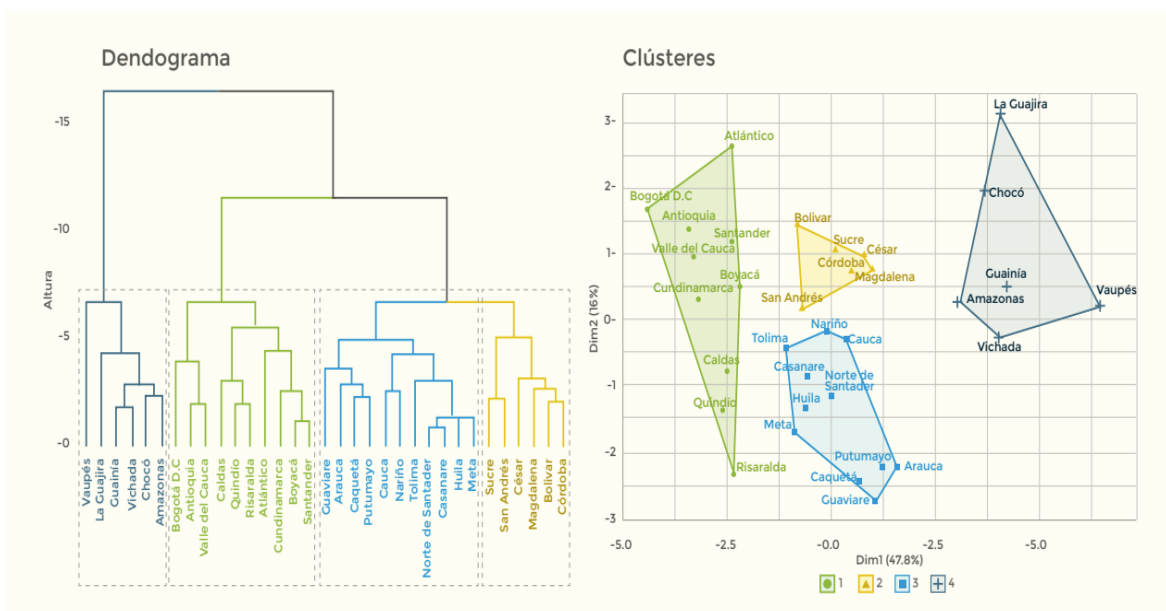 Dendograma
Clústeres
Altura
-15
-10
-5
-0
Vaupés
La Guajira
Guainía
Vichada
Chocó
Amazonas
Bogotá D.C
Antioquia
Valle del Cauca
Caldas
Quindío
Risaralda
Atlántico
Cundinamarca
Boyacá
Santander
Guaviare
Arauca
Caquetá
Putumayo
Cauca
Nariño
Tolima
Norte de Santader
Casanare
Huila
Meta
Sucre
San Andrés
César
Magdalena
Bolivar
Córdoba
Dim2 (16%)
3-
2-
1-
0-
-1
-2
-3
La Guajira
Atlántico
Chocó
Bogotá D.C
Antioquia
Bolivar
Santander
Sucre
Valle del Cauca
César
Córdoba
Boyacá
Magdalena
Guainía
Cundinamarca
Vaupés
San Andrés
Amazonas
Nariño
Tolima
Cauca
Vichada
Caldas
Casanare
Norte de
Santader
Huila
Quindío
Meta
Putumayo
Risaralda
Arauca
Caquetá
Guaviare
-5.0
-2.5
-0.0
-2.5
-5.0
Dim1 (47.8%)
1
2
3
4